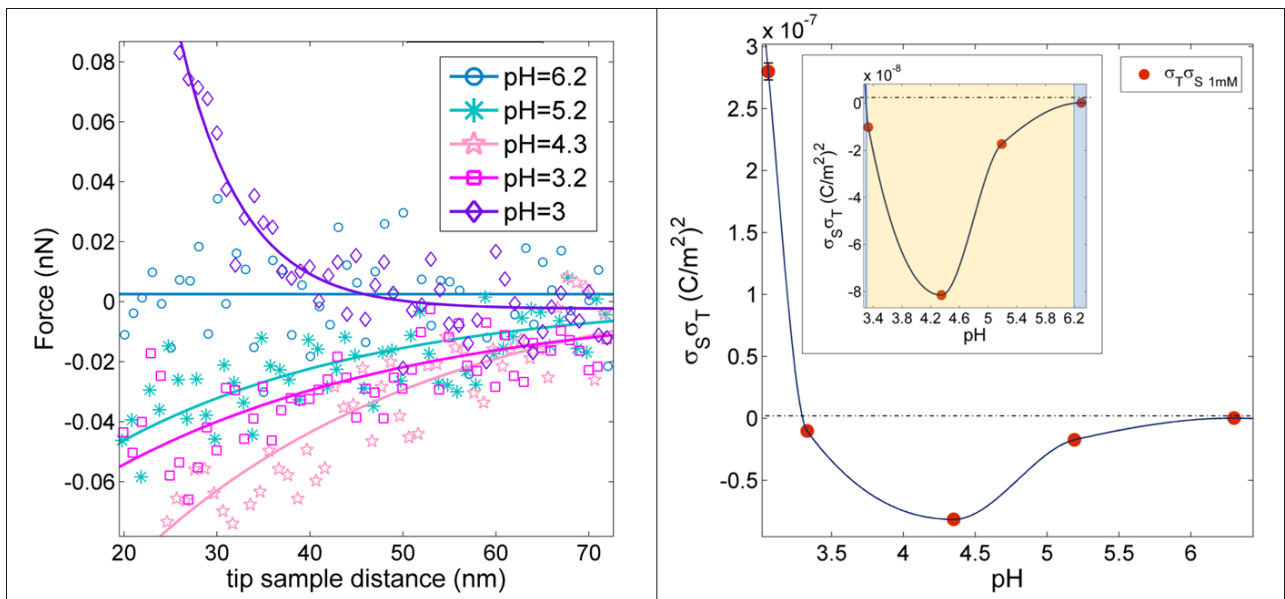 0.08
0.06
0.04
0.02
0
-0.02
-0.04
-0.06
Force (nN)
20
30
40
50
60
70
tip sample distance (nm)
pH=6.2
pH=5.2
pH=4.3
pH=3.2
pH=3
x 10⁻⁷
3
2.5
2
1.5
1
0.5
0
-0.5
σSσT (C/m²)²
3.5
4
4.5
5
5.5
6
pH
σTσS 1mM
x 10⁻⁸
0
-2
-4
-6
-8
σSσT (C/m²)²
3.4
3.8
4.2
4.6
5
5.4
5.8
6.2
pH